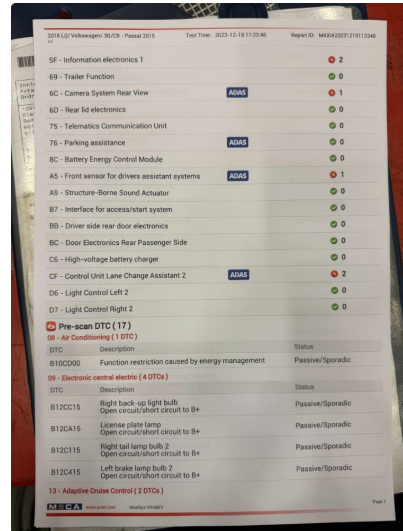 2018 (J)/ Volkswagen/ 3G/CB - Passat 2015 Test Time: 2023-12-19 11:33:48 Report ID: MAXIA20231219113348
5F - Information electronics 1 2
69 - Trailer Function 0
6C - Camera System Rear View ADAS 1
6D - Rear lid electronics 0
75 - Telematics Communication Unit 0
76 - Parking assistance ADAS 0
8C - Battery Energy Control Module 0
A5 - Front sensor for drivers assistant systems ADAS 1
A9 - Structure-Borne Sound Actuator 0
B7 - Interface for access/start system 0
BB - Driver side rear door electronics 0
BC - Door Electronics Rear Passenger Side 0
C6 - High-voltage battery charger 0
CF - Control Unit Lane Change Assistant 2 ADAS 2
D6 - Light Control Left 2 0
D7 - Light Control Right 2 0
Pre-scan DTC ( 17 )
08 - Air Conditioning ( 1 DTC )
DTC Description Status
B10CD00 Function restriction caused by energy management Passive/Sporadic
09 - Electronic central electric ( 4 DTCs )
DTC Description Status
B12CC15 Right back-up light bulb Passive/Sporadic
Open circuit/short circuit to B+
B12CA15 License plate lamp Passive/Sporadic
Open circuit/short circuit to B+
B12C115 Right tail lamp bulb 2 Passive/Sporadic
Open circuit/short circuit to B+
B12C415 Left brake lamp bulb 2 Passive/Sporadic
Open circuit/short circuit to B+
13 - Adaptive Cruise Control ( 2 DTCs )
MECA www.autel.com MaxiSys Ultra Page